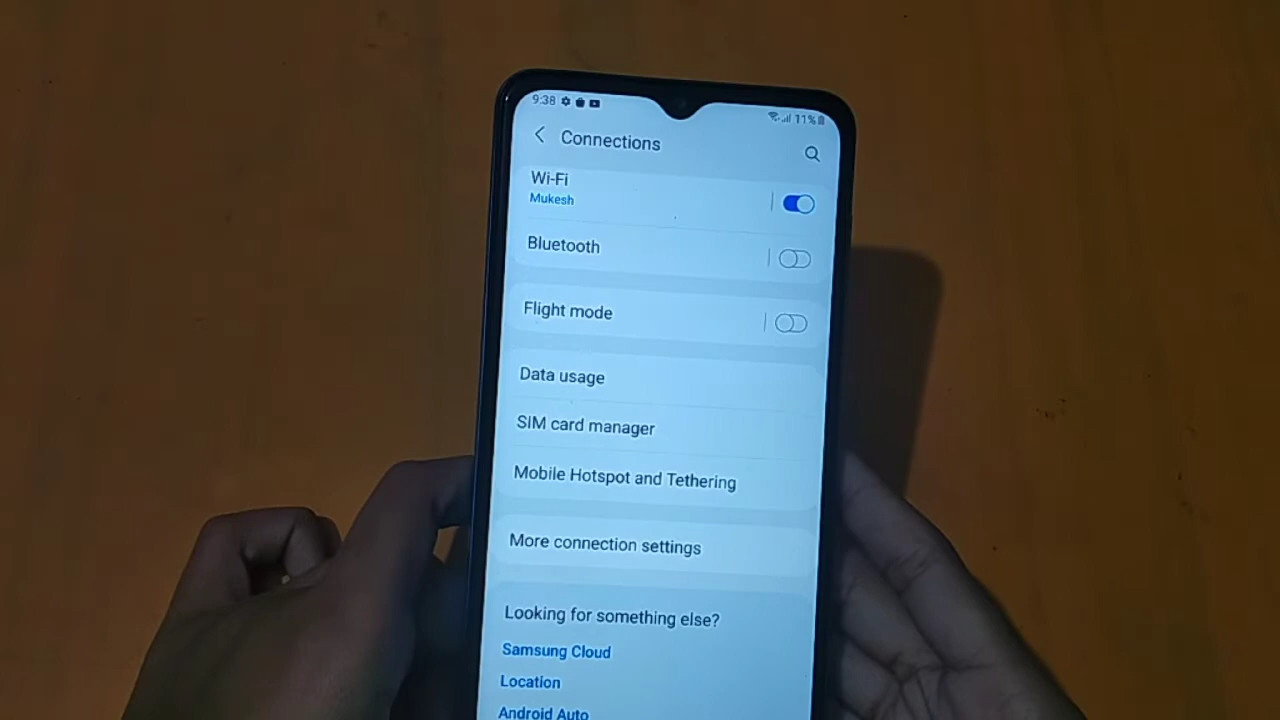 9:38
11%
Connections
Wi-Fi
Mukesh
Bluetooth
Flight mode
Data usage
SIM card manager
Mobile Hotspot and Tethering
More connection settings
Looking for something else?
Samsung Cloud
Location
Android Auto